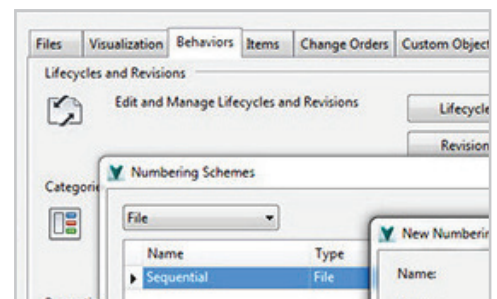 Files Visualization Behaviors Items Change Orders Custom Object
Lifecycles and Revisions
Edit and Manage Lifecycles and Revisions
Lifecycle
Revision
Numbering Schemes
Categorie
File
New Numberin
Name Type
Name:
Sequential File